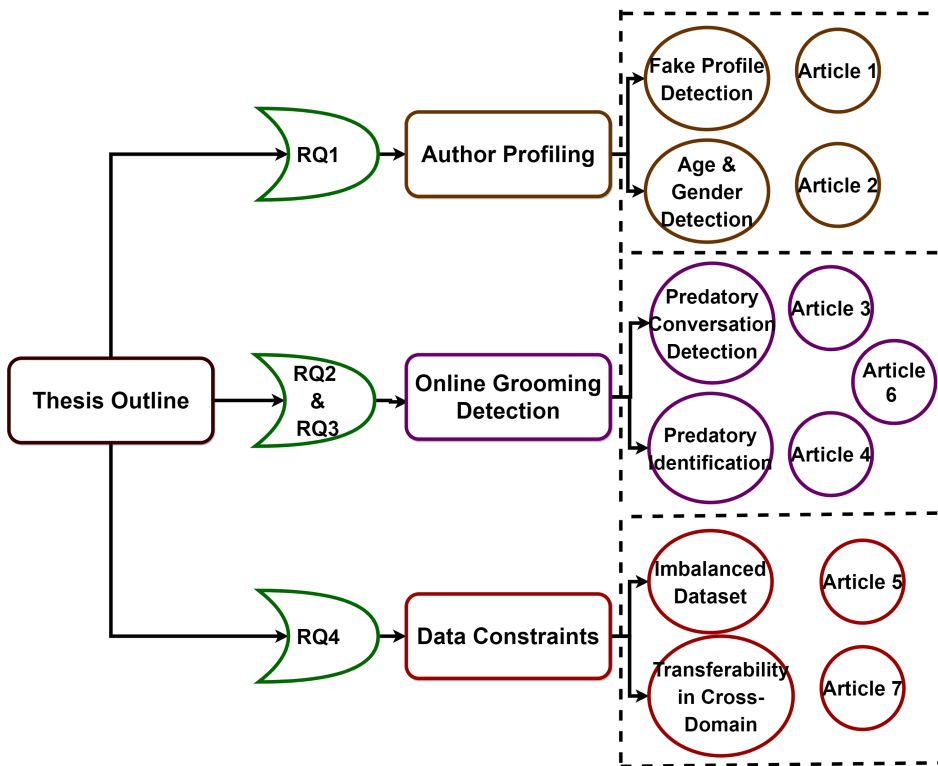 Fake Profile
Detection
Article 1
RQ1
Author Profiling
Age &
Gender
Detection
Article 2
Predatory
Conversation
Detection
Article 3
Thesis Outline
RQ2
&
RQ3
Online Grooming
Detection
Article
6
Predatory
Identification
Article 4
Imbalanced
Dataset
Article 5
RQ4
Data Constraints
Transferability
in Cross-
Domain
Article 7